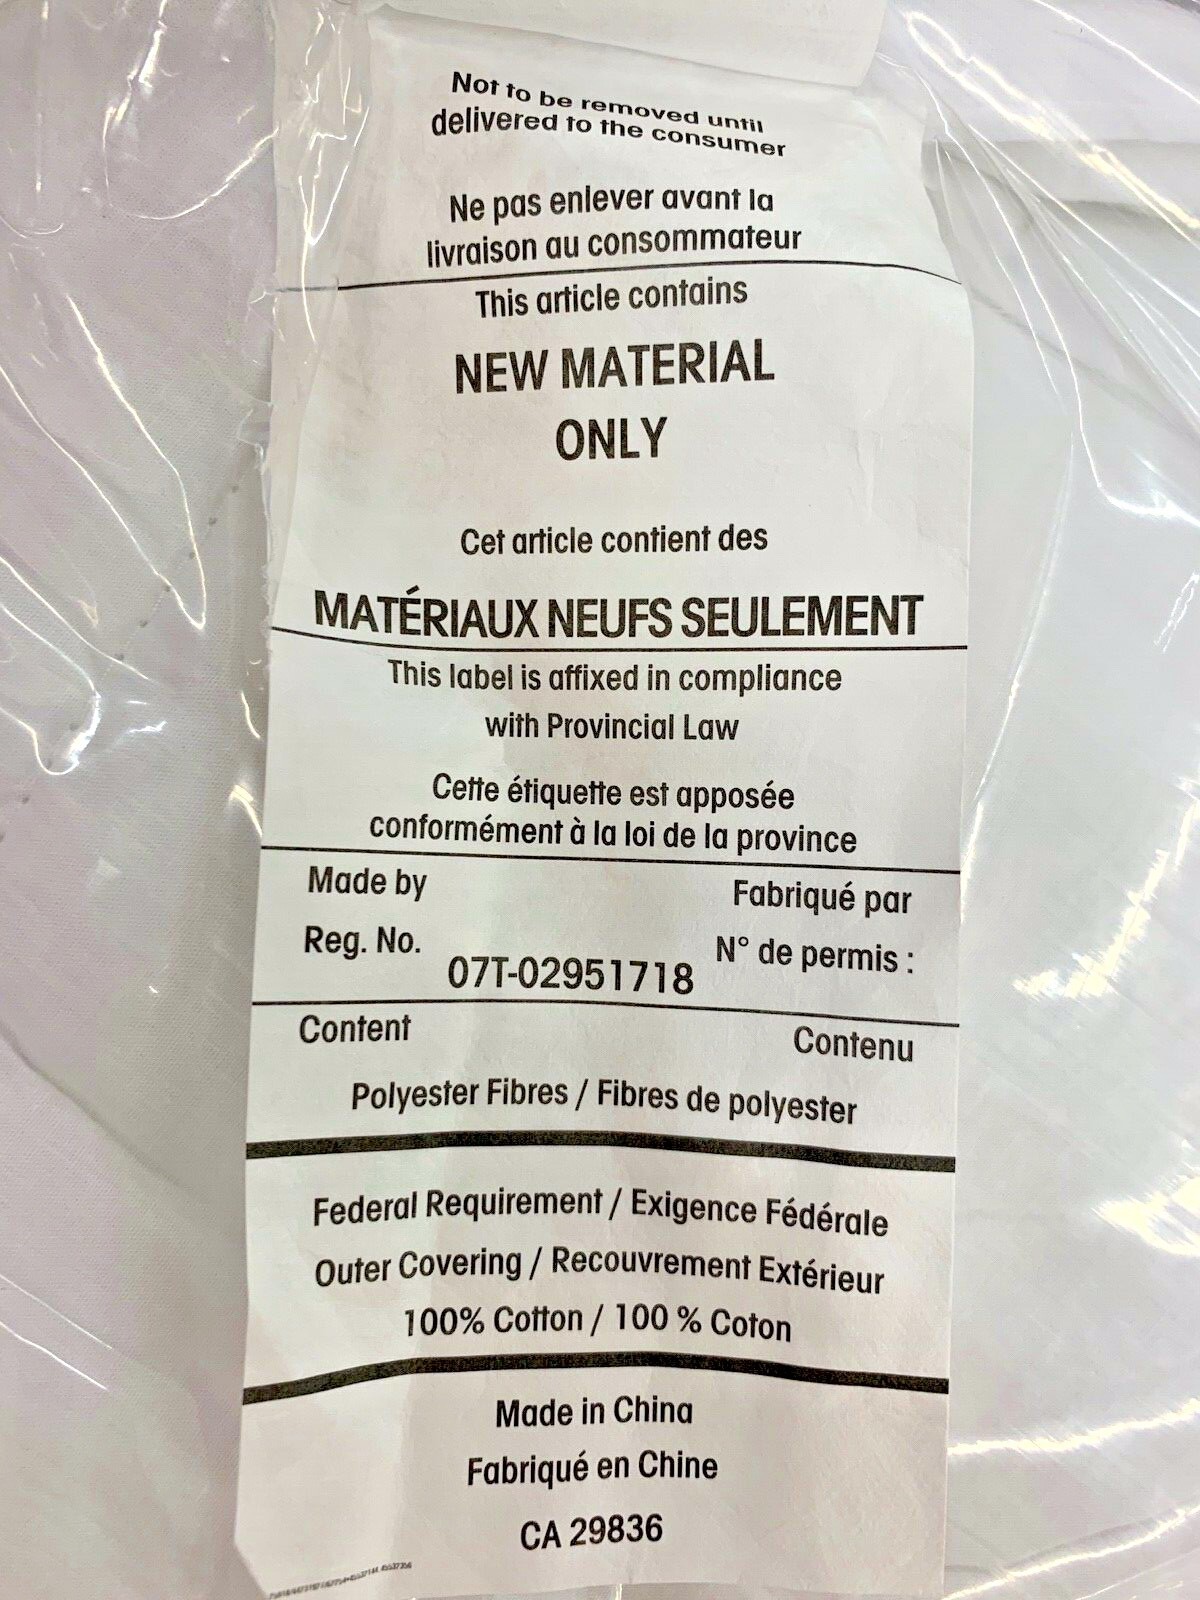 Not to be removed until
delivered to the consumer
Ne pas enlever avant la
livraison au consommateur
This article contains
NEW MATERIAL
ONLY
Cet article contient des
MATÉRIAUX NEUFS SEULEMENT
This label is affixed in compliance
with Provincial Law
Cette étiquette est apposée
conformément à la loi de la province
Made by Fabriqué par
Reg. No. 07T-02951718 N° de permis :
Content Contenu
Polyester Fibres / Fibres de polyester
Federal Requirement / Exigence Fédérale
Outer Covering / Recouvrement Extérieur
100% Cotton / 100 % Coton
Made in China
Fabriqué en Chine
CA 29836